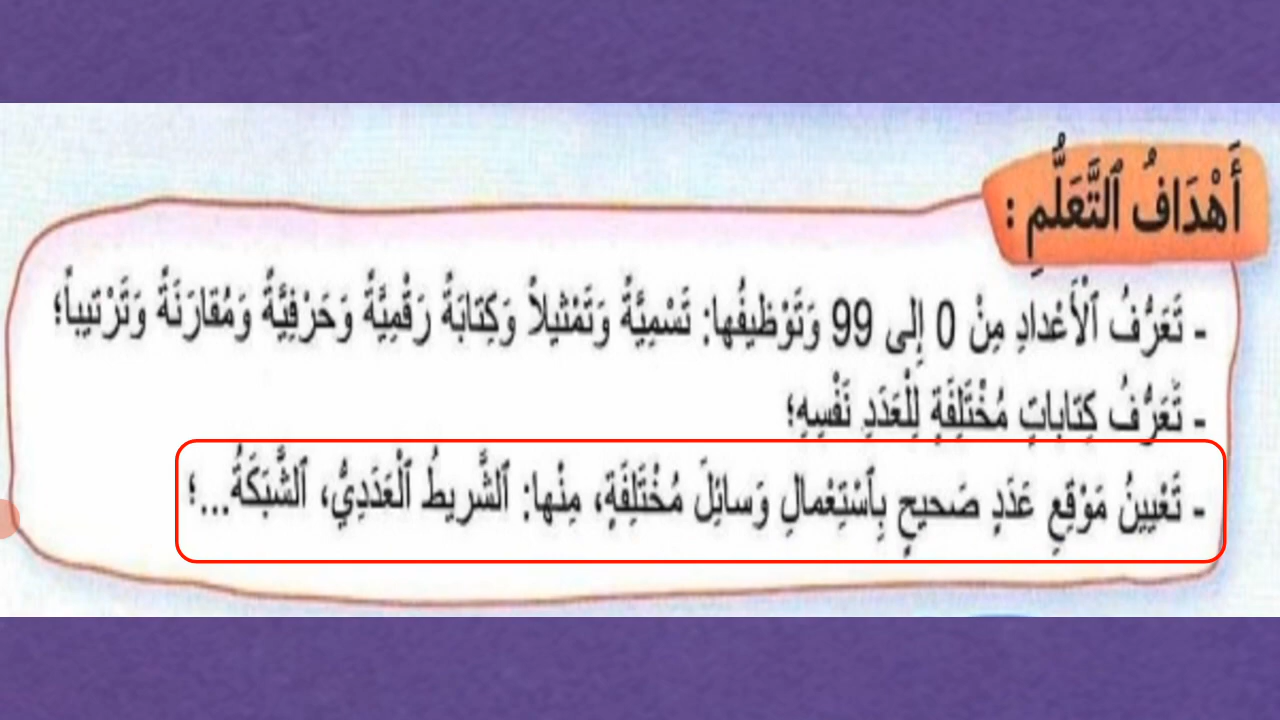 أَهْدَافُ ٱلتَّعَلُّمِ :
- تَعَرُّفُ ٱلْأَعْدادِ مِنْ 0 إِلى 99 وَتَوْظيفُها: تَسْمِيَّةً وَتَمْثيلاً وَكِتابَةً رَقْمِيَّةً وَحَرْفِيَّةً وَمُقارَنَةً وَتَرْتيباً؛
- تَعَرُّفُ كِتاباتٍ مُخْتَلِفَةٍ لِلْعَدَدِ نَفْسِهِ؛
- تَعْيينُ مَوْقِعِ عَدَدٍ صَحيحٍ بِٱسْتِعْمالِ وَسائِلَ مُخْتَلِفَةٍ، مِنْها: ٱلشَّريطُ ٱلْعَدَدِيُّ، ٱلشَّبَكَةُ...؛